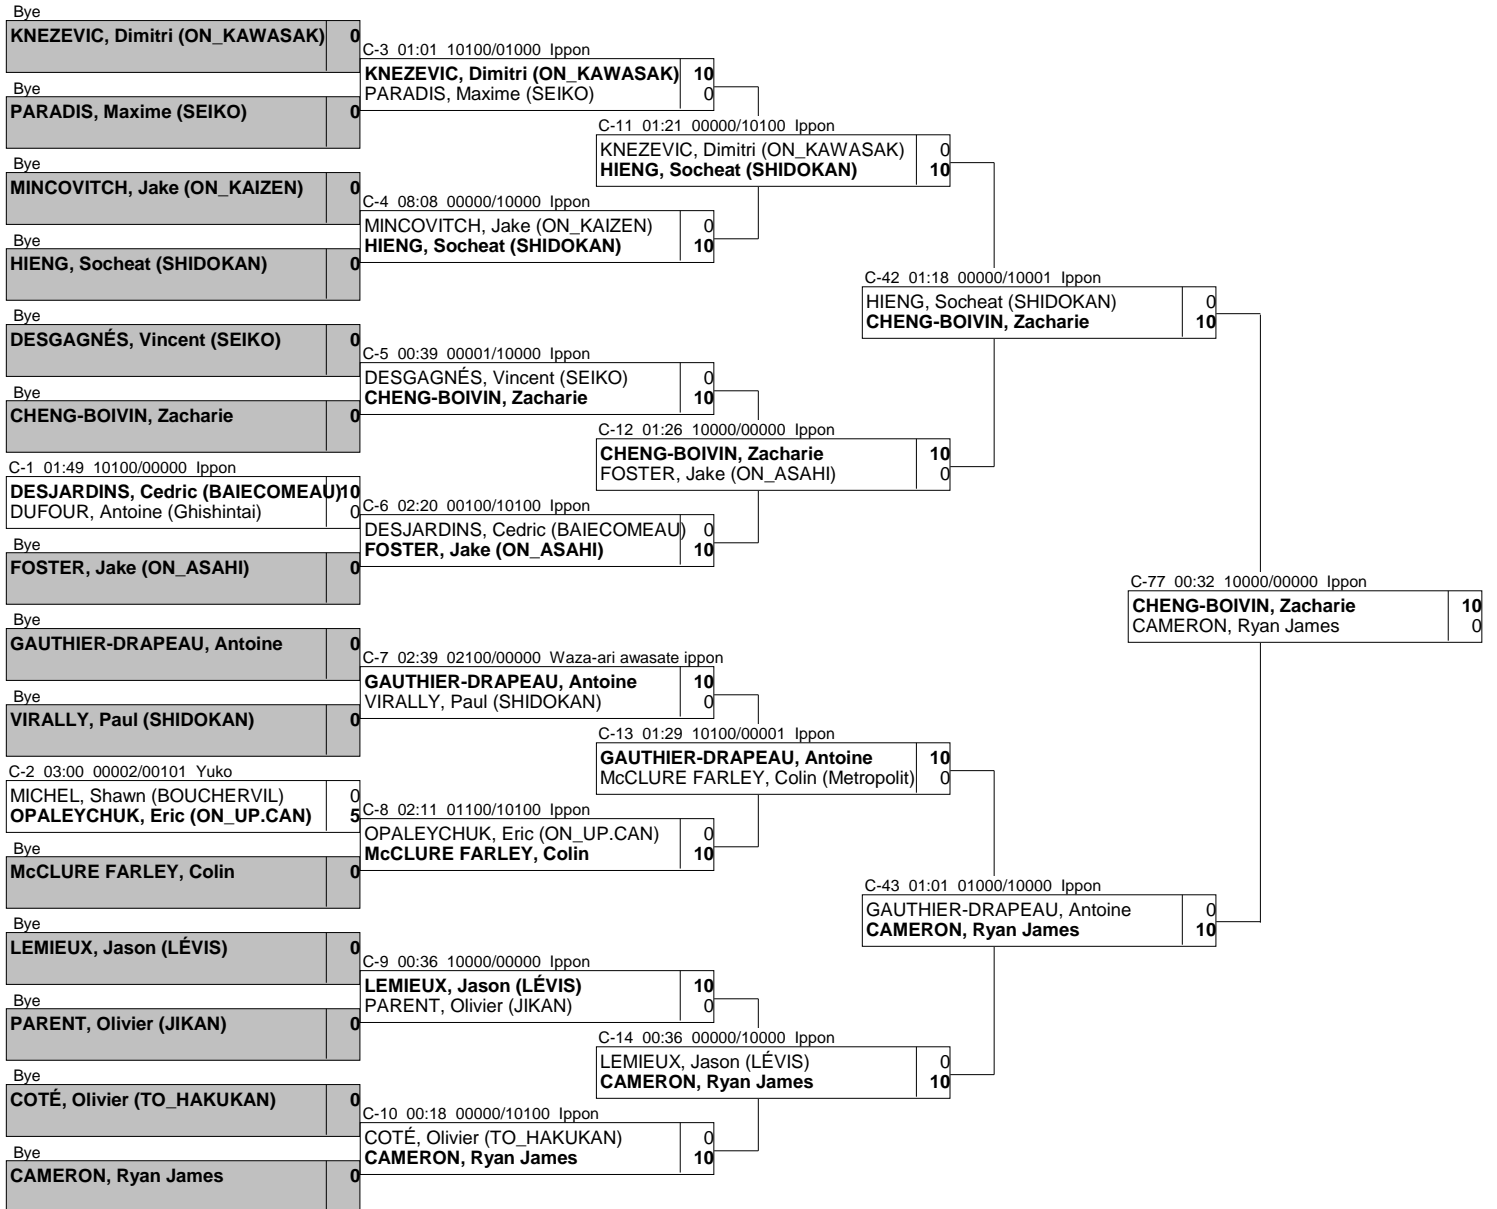 Bye
KNEZEVIC, Dimitri (ON_KAWASAK) 0
Bye
PARADIS, Maxime (SEIKO) 0
Bye
MINCOVITCH, Jake (ON_KAIZEN) 0
Bye
HIENG, Socheat (SHIDOKAN) 0
Bye
DESGAGNÉS, Vincent (SEIKO) 0
Bye
CHENG-BOIVIN, Zacharie 0
C-1 01:49 10100/00000 Ippon
DESJARDINS, Cedric (BAIECOMEAU) 10
DUFOUR, Antoine (Ghishintai) 0
Bye
FOSTER, Jake (ON_ASAHI) 0
Bye
GAUTHIER-DRAPEAU, Antoine 0
Bye
VIRALLY, Paul (SHIDOKAN) 0
C-2 03:00 00002/00101 Yuko
MICHEL, Shawn (BOUCHERVIL) 0
OPALEYCHUK, Eric (ON_UP.CAN) 5
Bye
McCLURE FARLEY, Colin 0
Bye
LEMIEUX, Jason (LÉVIS) 0
Bye
PARENT, Olivier (JIKAN) 0
Bye
COTÉ, Olivier (TO_HAKUKAN) 0
Bye
CAMERON, Ryan James 0
C-3 01:01 10100/01000 Ippon
KNEZEVIC, Dimitri (ON_KAWASAK) 10
PARADIS, Maxime (SEIKO) 0
C-4 08:08 00000/10000 Ippon
MINCOVITCH, Jake (ON_KAIZEN) 0
HIENG, Socheat (SHIDOKAN) 10
C-5 00:39 00001/10000 Ippon
DESGAGNÉS, Vincent (SEIKO) 0
CHENG-BOIVIN, Zacharie 10
C-6 02:20 00100/10100 Ippon
DESJARDINS, Cedric (BAIECOMEAU) 0
FOSTER, Jake (ON_ASAHI) 10
C-7 02:39 02100/00000 Waza-ari awasate ippon
GAUTHIER-DRAPEAU, Antoine 10
VIRALLY, Paul (SHIDOKAN) 0
C-8 02:11 01100/10100 Ippon
OPALEYCHUK, Eric (ON_UP.CAN) 0
McCLURE FARLEY, Colin 10
C-9 00:36 10000/00000 Ippon
LEMIEUX, Jason (LÉVIS) 10
PARENT, Olivier (JIKAN) 0
C-10 00:18 00000/10100 Ippon
COTÉ, Olivier (TO_HAKUKAN) 0
CAMERON, Ryan James 10
C-11 01:21 00000/10100 Ippon
KNEZEVIC, Dimitri (ON_KAWASAK) 0
HIENG, Socheat (SHIDOKAN) 10
C-12 01:26 10000/00000 Ippon
CHENG-BOIVIN, Zacharie 10
FOSTER, Jake (ON_ASAHI) 0
C-13 01:29 10100/00001 Ippon
GAUTHIER-DRAPEAU, Antoine 10
McCLURE FARLEY, Colin (Metropolit) 0
C-14 00:36 00000/10000 Ippon
LEMIEUX, Jason (LÉVIS) 0
CAMERON, Ryan James 10
C-42 01:18 00000/10001 Ippon
HIENG, Socheat (SHIDOKAN) 0
CHENG-BOIVIN, Zacharie 10
C-43 01:01 01000/10000 Ippon
GAUTHIER-DRAPEAU, Antoine 0
CAMERON, Ryan James 10
C-77 00:32 10000/00000 Ippon
CHENG-BOIVIN, Zacharie 10
CAMERON, Ryan James 0